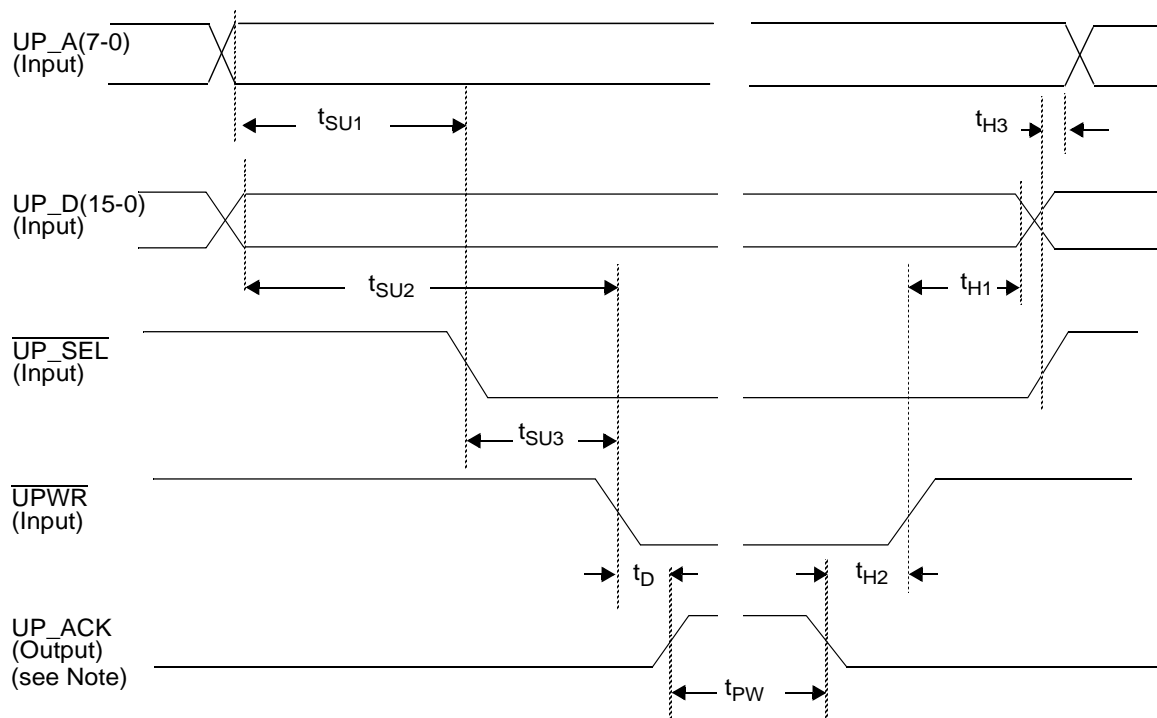 UP_A(7-0)
(Input)
tSU1
tH3
UP_D(15-0)
(Input)
tSU2
tH1
UP_SEL
(Input)
tSU3
UPWR
(Input)
tD
tH2
UP_ACK
(Output)
(see Note)
tPW